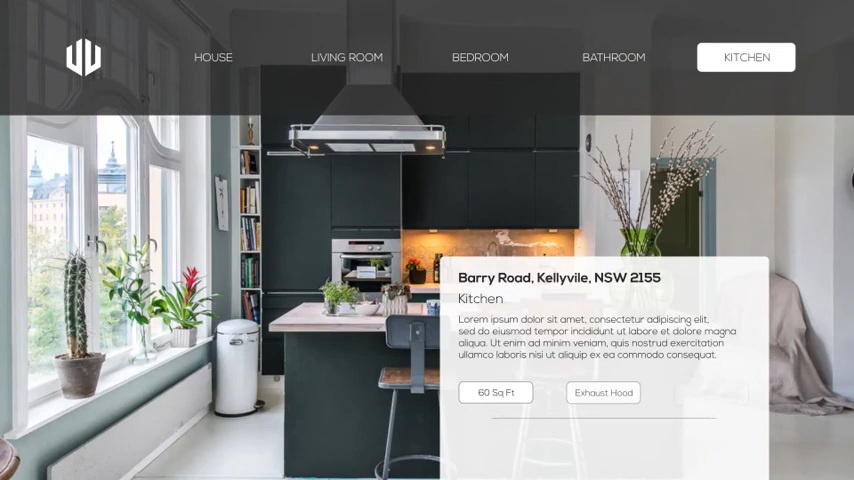 HOUSE
LIVING ROOM
BEDROOM
BATHROOM
KITCHEN
Barry Road, Kellyvile, NSW 2155
Kitchen
Lorem ipsum dolor sit amet, consectetur adipiscing elit,
sed do eiusmod tempor incididunt ut labore et dolore magna
aliqua. Ut enim ad minim veniam, quis nostrud exercitation
ullamco laboris nisi ut aliquip ex ea commodo consequat.
60 Sq Ft
Exhaust Hood